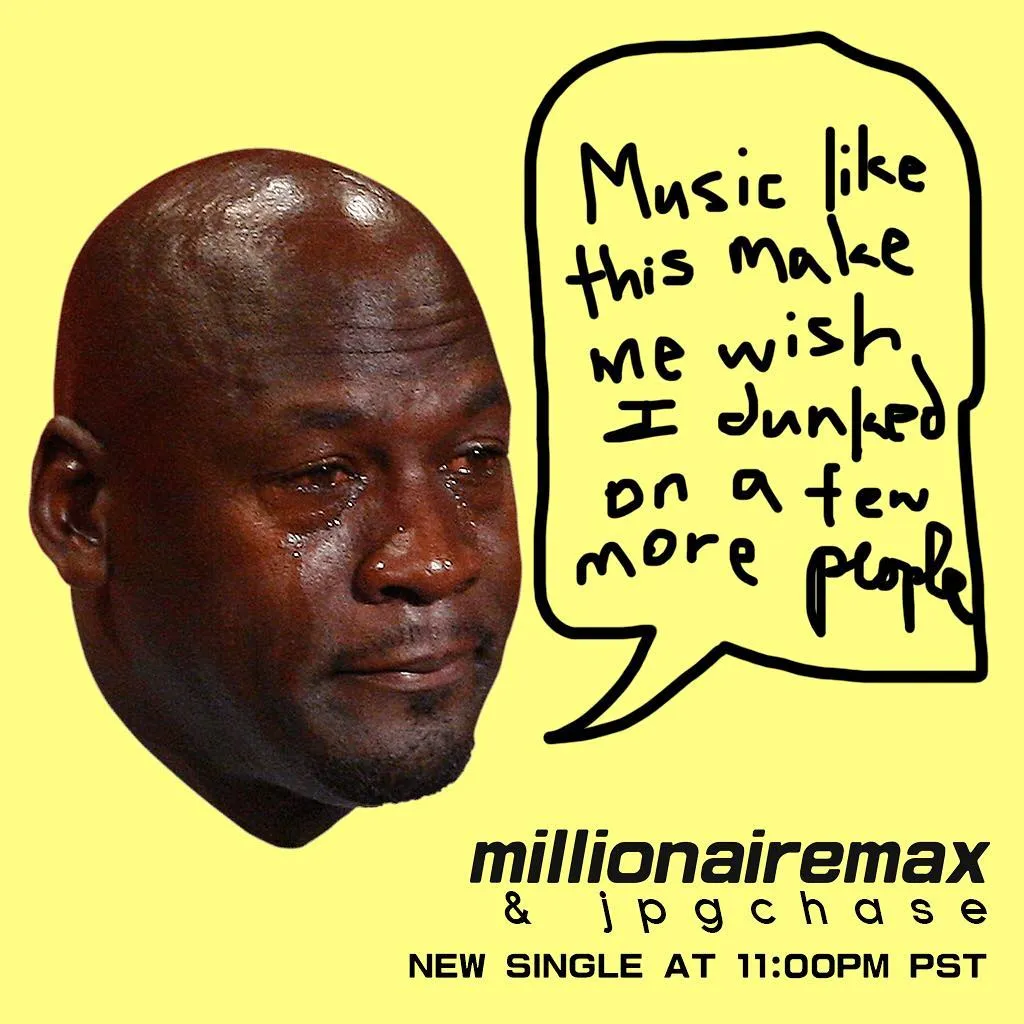 Music like
this make
me wish
I dunked
on a few
more people
millionairemax
& jpgchase
NEW SINGLE AT 11:00PM PST